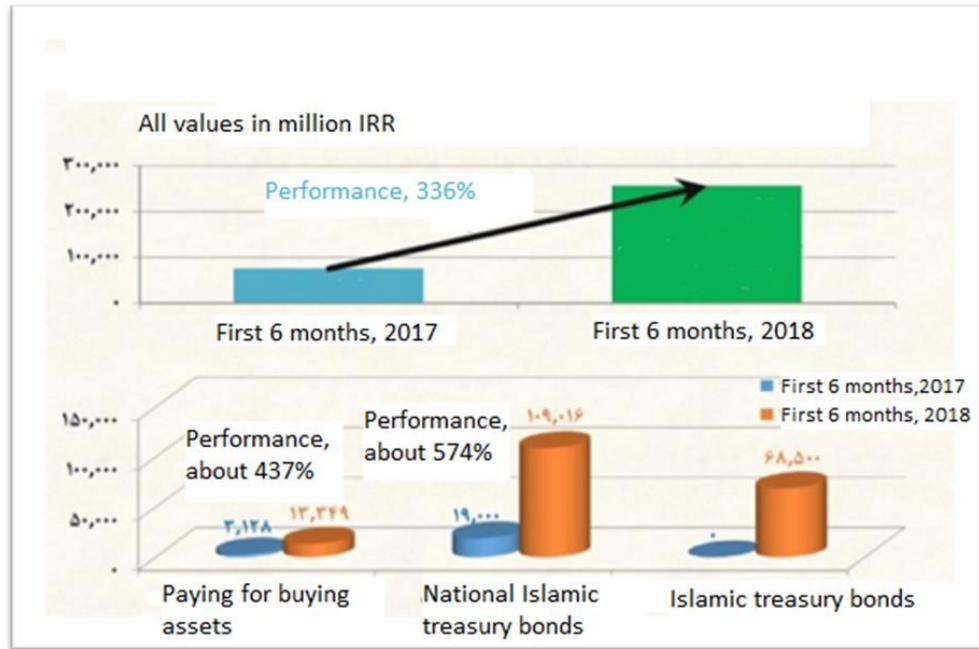 All values in million IRR
۳۰۰,۰۰۰
Performance, 336%
۲۰۰,۰۰۰
۱۰۰,۰۰۰
۰
First 6 months, 2017
First 6 months, 2018
First 6 months,2017
First 6 months, 2018
۱۵۰,۰۰۰
۱۰۰,۰۰۰
۵۰,۰۰۰
۰
Performance,
about 437%
Performance,
about 574%
۳,۱۲۸
۱۳,۳۴۹
۱۹,۰۰۰
۱۰۹,۰۱۶
۰
۶۸,۵۰۰
Paying for buying
assets
National Islamic
treasury bonds
Islamic treasury bonds